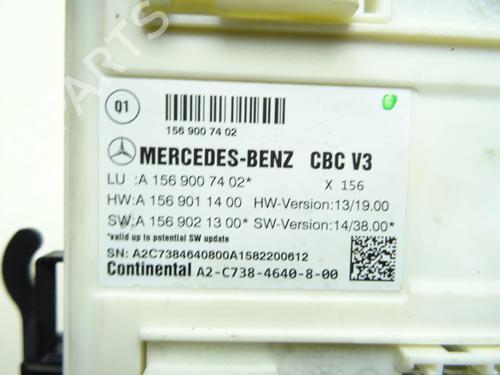 Q1
156 900 74 02
MERCEDES-BENZ CBC V3
LU :A 156 900 74 02* X 156
HW:A 156 901 14 00 HW-Version:13/19.00
SW:A 156 902 13 00* SW-Version:14/38.00*
*valid up to potential SW update
SN: A2C7384640800A1582200612
Continental A2-C738-4640-8-00